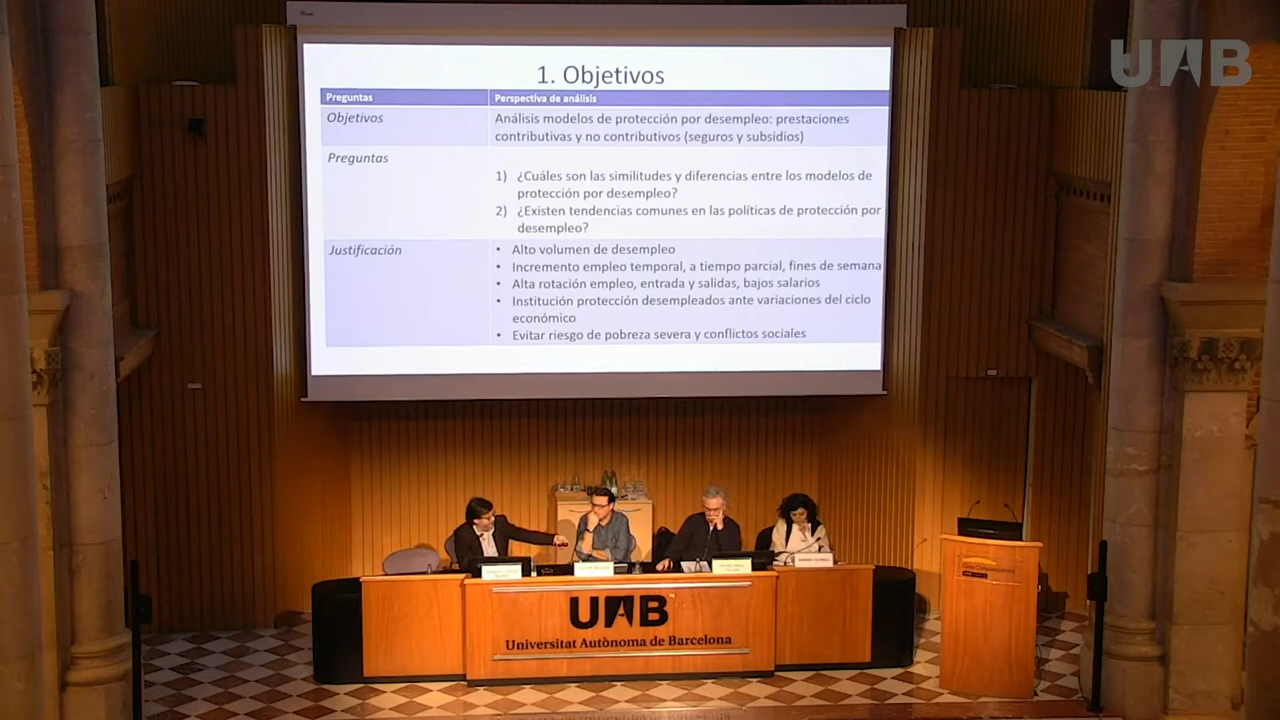 UAB
1. Objetivos
Preguntas
Perspectiva de análisis
Objetivos
Análisis modelos de protección por desempleo: prestaciones
contributivas y no contributivos (seguros y subsidios)
Preguntas
1) ¿Cuáles son las similitudes y diferencias entre los modelos de
protección por desempleo?
2) ¿Existen tendencias comunes en las políticas de protección por
desempleo?
Justificación
• Alto volumen de desempleo
• Incremento empleo temporal, a tiempo parcial, fines de semana
• Alta rotación empleo, entrada y salidas, bajos salarios
• Institución protección desempleados ante variaciones del ciclo
económico
• Evitar riesgo de pobreza severa y conflictos sociales
UAB
Universitat Autònoma de Barcelona